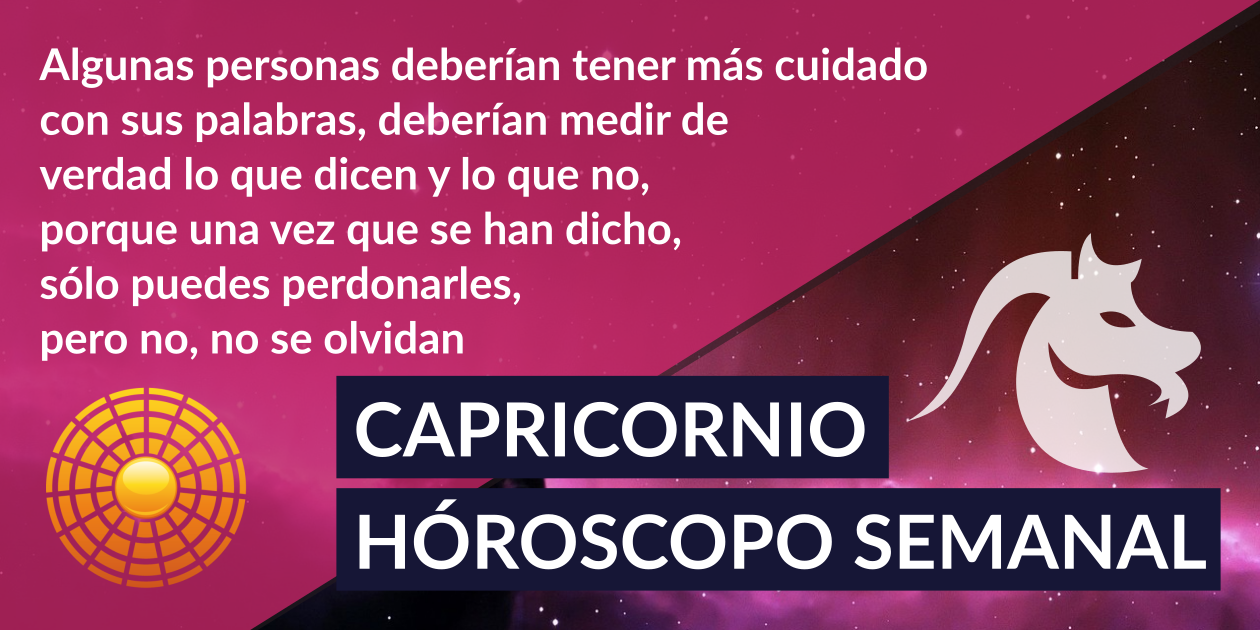 Algunas personas deberían tener más cuidado
con sus palabras, deberían medir de
verdad lo que dicen y lo que no,
porque una vez que se han dicho,
sólo puedes perdonarles,
pero no, no se olvidan
CAPRICORNIO
HÓROSCOPO SEMANAL